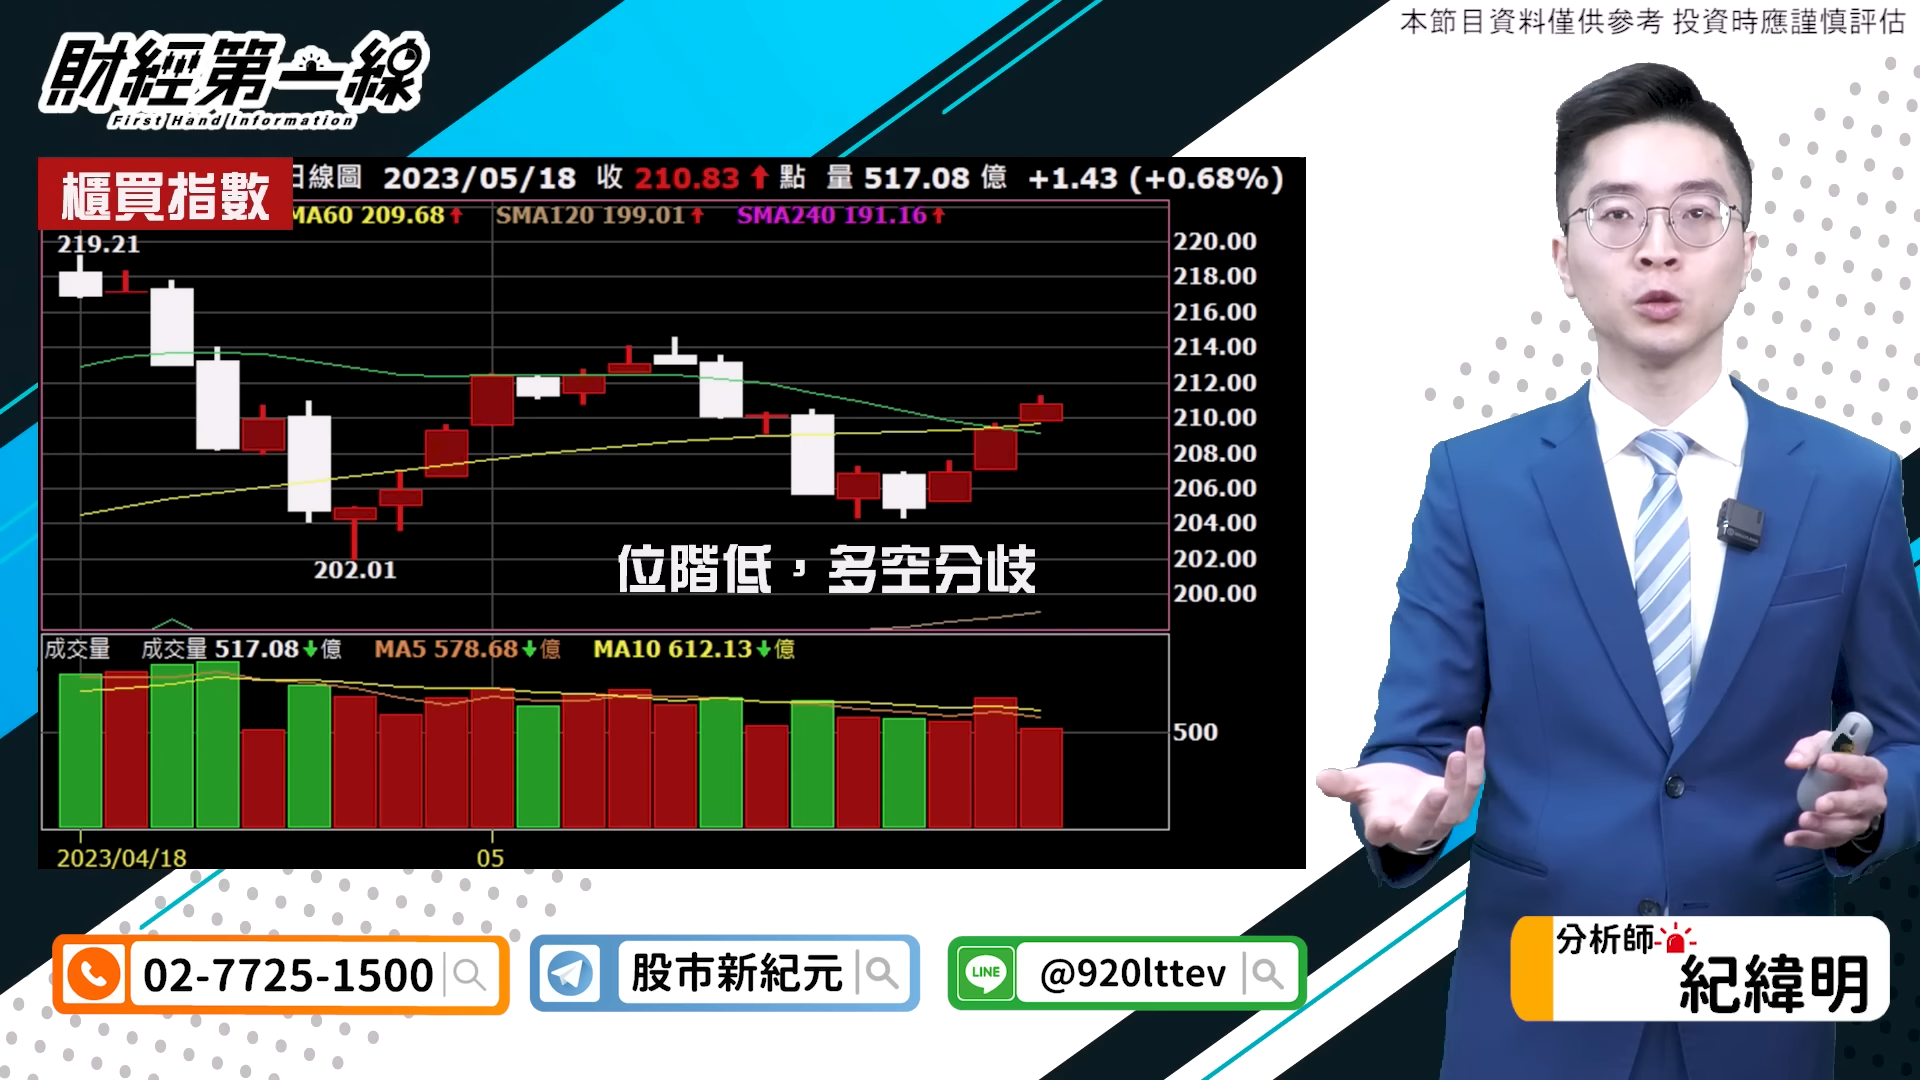 本節目資料僅供參考 投資時應謹慎評估
財經第一線
First Hand Information
櫃買指數
日線圖 2023/05/18 收 210.83 點 量 517.08 億 +1.43 (+0.68%)
MA60 209.68 SMA120 199.01 SMA240 191.16
219.21
220.00
218.00
216.00
214.00
212.00
210.00
208.00
206.00
204.00
202.00
200.00
202.01
位階低，多空分歧
成交量 成交量 517.08 億 MA5 578.68 億 MA10 612.13 億
500
2023/04/18 05
02-7725-1500
股市新紀元
LINE @920lttev
分析師
紀緯明